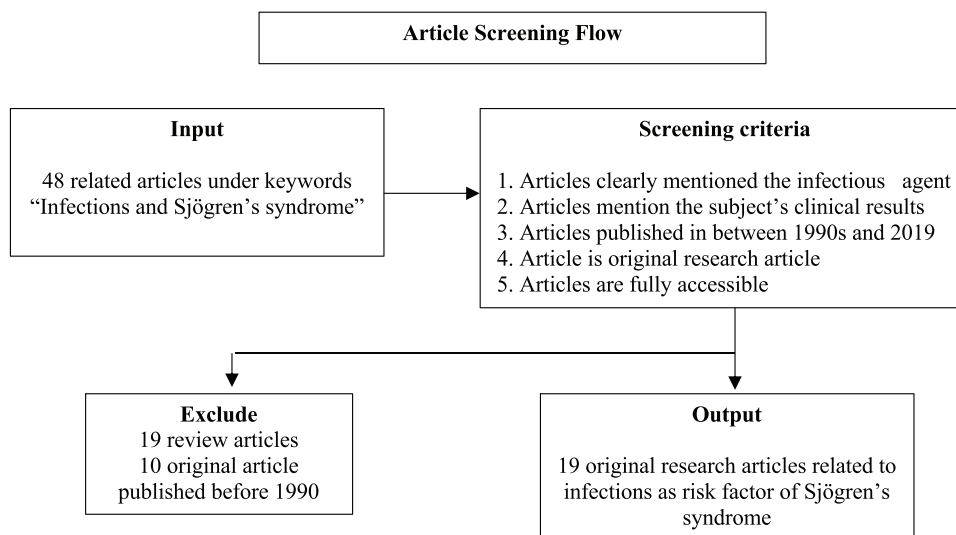 Article Screening Flow
Input
48 related articles under keywords
“Infections and Sjögren’s syndrome”
Screening criteria
1. Articles clearly mentioned the infectious agent
2. Articles mention the subject’s clinical results
3. Articles published in between 1990s and 2019
4. Article is original research article
5. Articles are fully accessible
Exclude
19 review articles
10 original article
published before 1990
Output
19 original research articles related to
infections as risk factor of Sjögren’s
syndrome